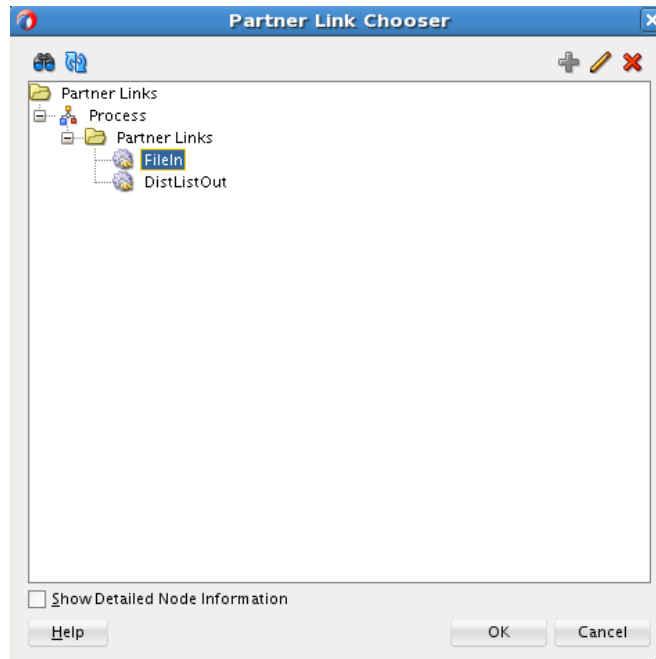 Partner Link Chooser
Partner Links
Process
Partner Links
FileIn
DistListOut
Show Detailed Node Information
Help OK Cancel